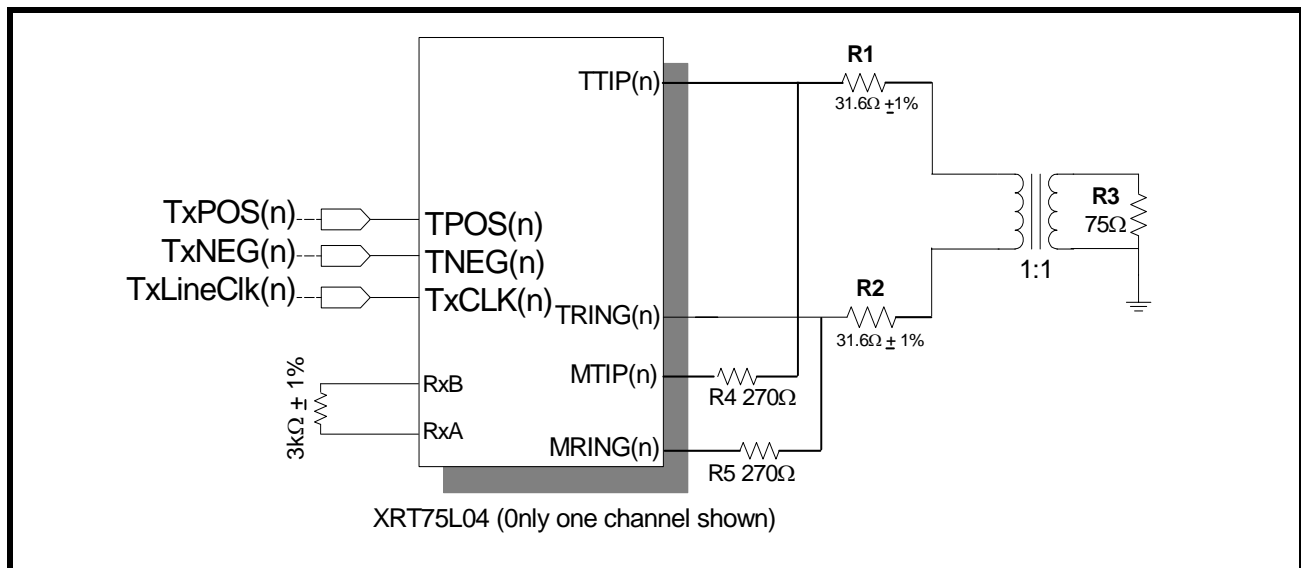 R1
TTIP(n)
31.6Ω ±1%
R3
75Ω
TxPOS(n)
TPOS(n)
TxNEG(n)
TNEG(n)
1:1
TxLineClk(n)
TxCLK(n)
R2
TRING(n)
31.6Ω ± 1%
MTIP(n)
3kΩ ± 1%
RxB
R4 270Ω
RxA
MRING(n)
R5 270Ω
XRT75L04 (0nly one channel shown)